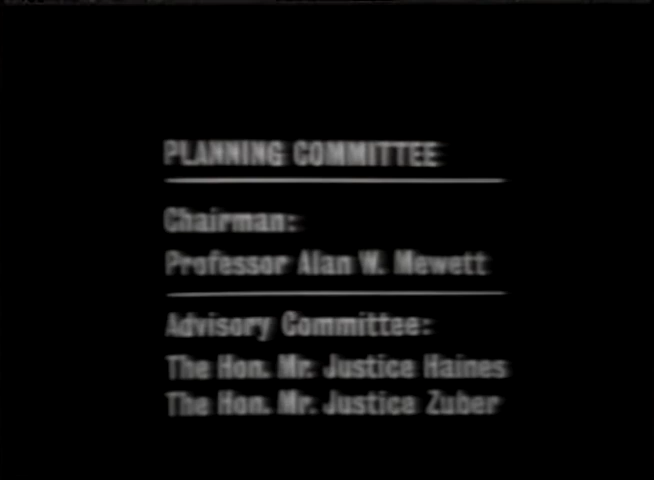 PLANNING COMMITTEE
Chairman:
Professor Alan W. Mewett
Advisory Committee:
The Hon. Mr. Justice Haines
The Hon. Mr. Justice Zuber